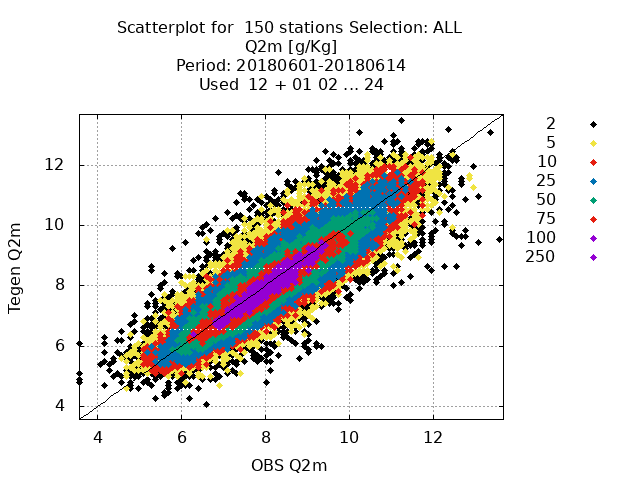 Scatterplot for  150 stations Selection: ALL
Q2m [g/Kg]
Period: 20180601-20180614
Used  12 + 01 02 ... 24
2
5
10
25
50
75
100
250
12
10
8
6
4
Tegen Q2m
4 6 8 10 12
OBS Q2m